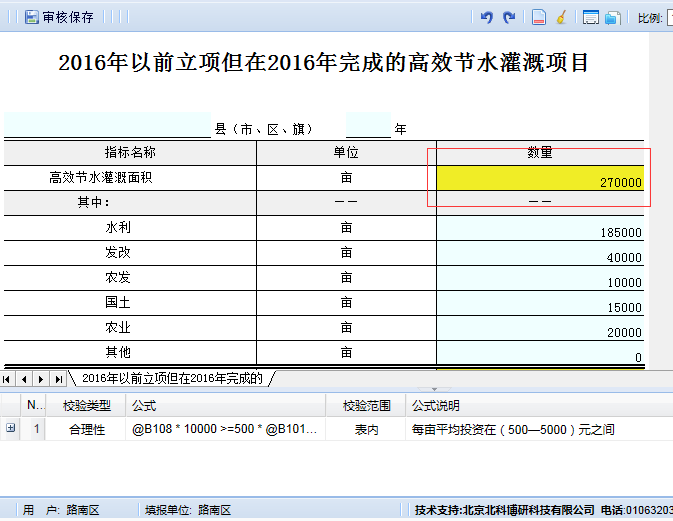 审核保存 比例:
2016年以前立项但在2016年完成的高效节水灌溉项目
县（市、区、旗） 年
指标名称 单位 数量
高效节水灌溉面积 亩 270000
其中: —— ——
水利 亩 185000
发改 亩 40000
农发 亩 10000
国土 亩 15000
农业 亩 20000
其他 亩 0
2016年以前立项但在2016年完成的
N... 校验类型 公式 校验范围 公式说明
1 合理性 @B108 * 10000 >=500 * @B101... 表内 每亩平均投资在（500—5000）元之间
用 户: 路南区 填报单位: 路南区 技术支持:北京北科博研科技有限公司 电话:01063203